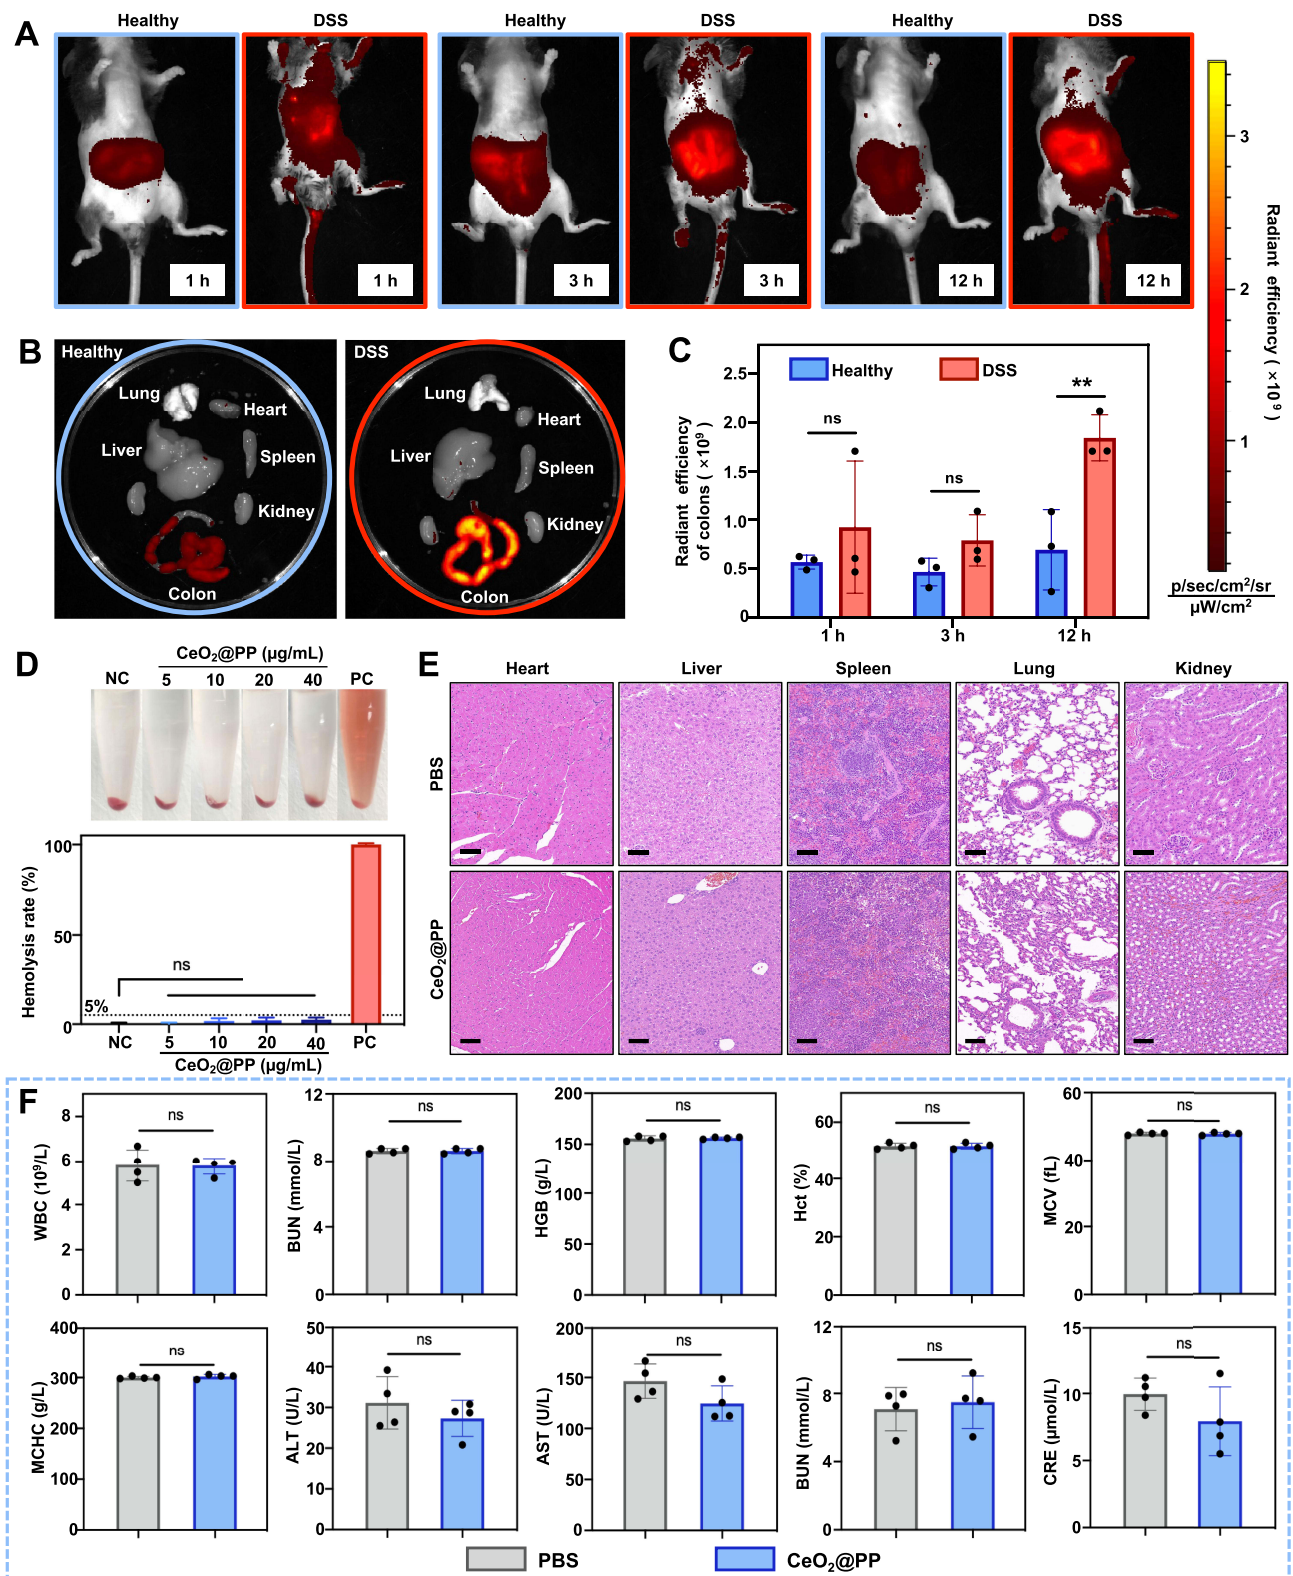 A
Healthy DSS Healthy DSS Healthy DSS
1 h 1 h 3 h 3 h 12 h 12 h
3
2
1
Radiant efficiency (×10⁹)
p/sec/cm²/sr
µW/cm²
B
Healthy
Lung
Heart
Liver
Spleen
Kidney
Colon
DSS
Lung
Heart
Liver
Spleen
Kidney
Colon
C
Healthy DSS
Radiant efficiency
of colons (×10⁹)
2.5
2.0
1.5
1.0
0.5
0
ns ns **
1 h 3 h 12 h
D
CeO₂@PP (µg/mL)
NC 5 10 20 40 PC
Hemolysis rate (%)
100
50
0
5%
ns
NC 5 10 20 40 PC
CeO₂@PP (µg/mL)
E
Heart Liver Spleen Lung Kidney
PBS
CeO₂@PP
F
WBC (10⁹/L)
8
6
4
2
0
ns
BUN (mmol/L)
12
8
4
0
ns
HGB (g/L)
200
150
100
50
0
ns
Hct (%)
60
40
20
0
ns
MCV (fL)
60
40
20
0
ns
MCHC (g/L)
400
300
200
100
0
ns
ALT (U/L)
50
40
30
20
10
0
ns
AST (U/L)
200
150
100
50
0
ns
BUN (mmol/L)
12
8
4
0
ns
CRE (µmol/L)
15
10
5
0
ns
PBS CeO₂@PP